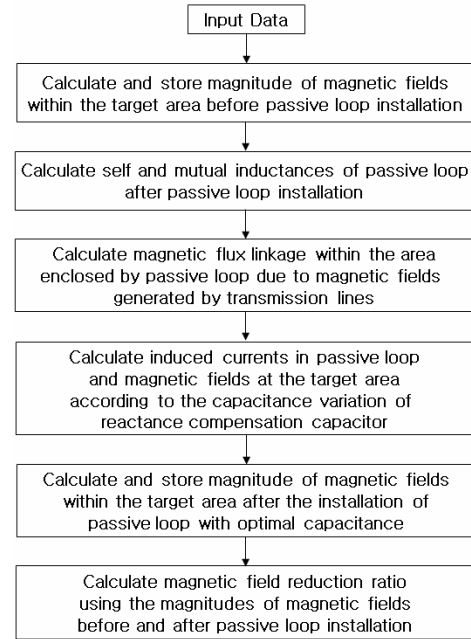 Input Data
Calculate and store magnitude of magnetic fields
within the target area before passive loop installation
Calculate self and mutual inductances of passive loop
after passive loop installation
Calculate magnetic flux linkage within the area
enclosed by passive loop due to magnetic fields
generated by transmission lines
Calculate induced currents in passive loop
and magnetic fields at the target area
according to the capacitance variation of
reactance compensation capacitor
Calculate and store magnitude of magnetic fields
within the target area after the installation of
passive loop with optimal capacitance
Calculate magnetic field reduction ratio
using the magnitudes of magnetic fields
before and after passive loop installation